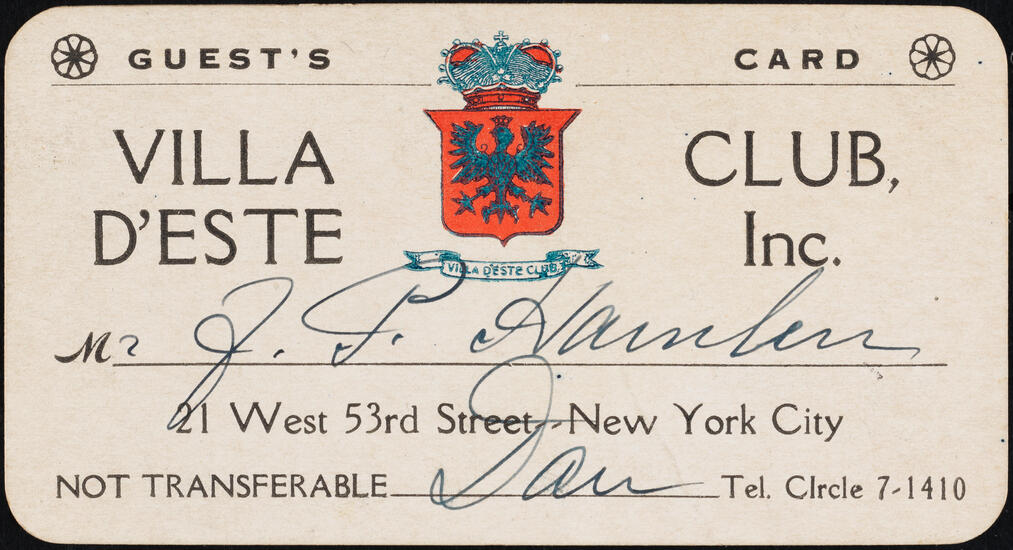 GUEST'S CARD
VILLA D'ESTE CLUB, Inc.
VILLA D'ESTE CLUB
Mr J. P. Hamlen
21 West 53rd Street--New York City
NOT TRANSFERABLE Dan Tel. CIrcle 7-1410